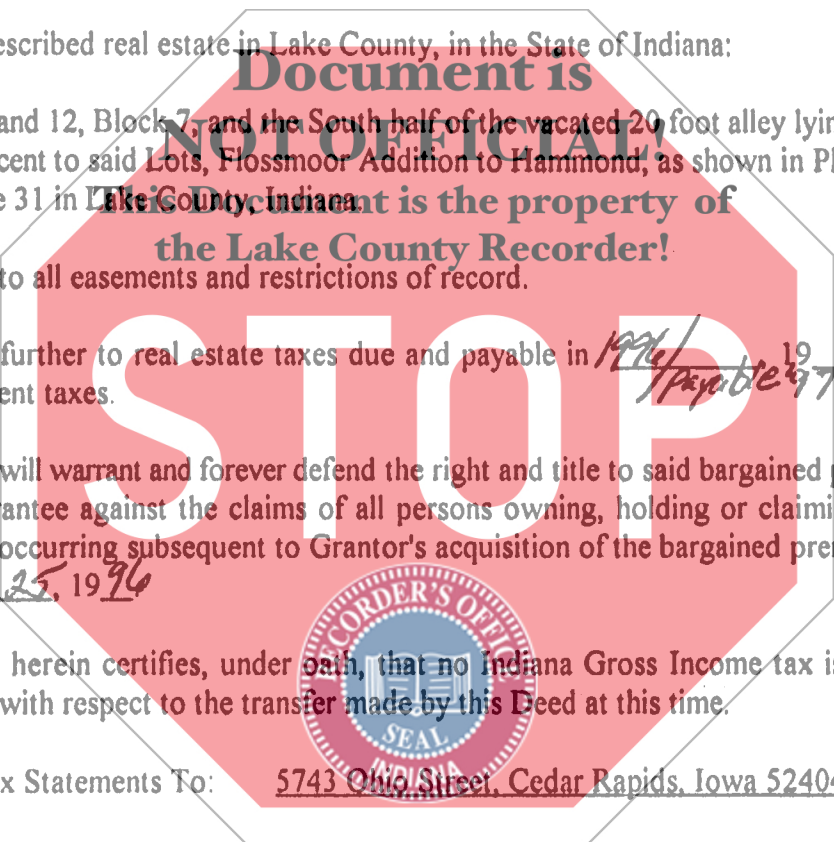 escribed real estate in Lake County, in the State of Indiana:
Document is
and 12, Block 7, and the South half of the vacated 20 foot alley lyin
NOT OFFICIAL!
cent to said Lots, Flossmoor Addition to Hammond, as shown in Pl
e 31 in Lake County, Indiana.
This Document is the property of
the Lake County Recorder!
to all easements and restrictions of record.
STOP
further to real estate taxes due and payable in 1996/ 19
payable 97
ent taxes.
will warrant and forever defend the right and title to said bargained p
rantee against the claims of all persons owning, holding or claimi
occurring subsequent to Grantor's acquisition of the bargained prem
25, 1996
RECORDER'S OFFICE
herein certifies, under oath, that no Indiana Gross Income tax is
with respect to the transfer made by this Deed at this time.
SEAL
INDIANA
x Statements To: 5743 Ohio Street, Cedar Rapids, Iowa 52404